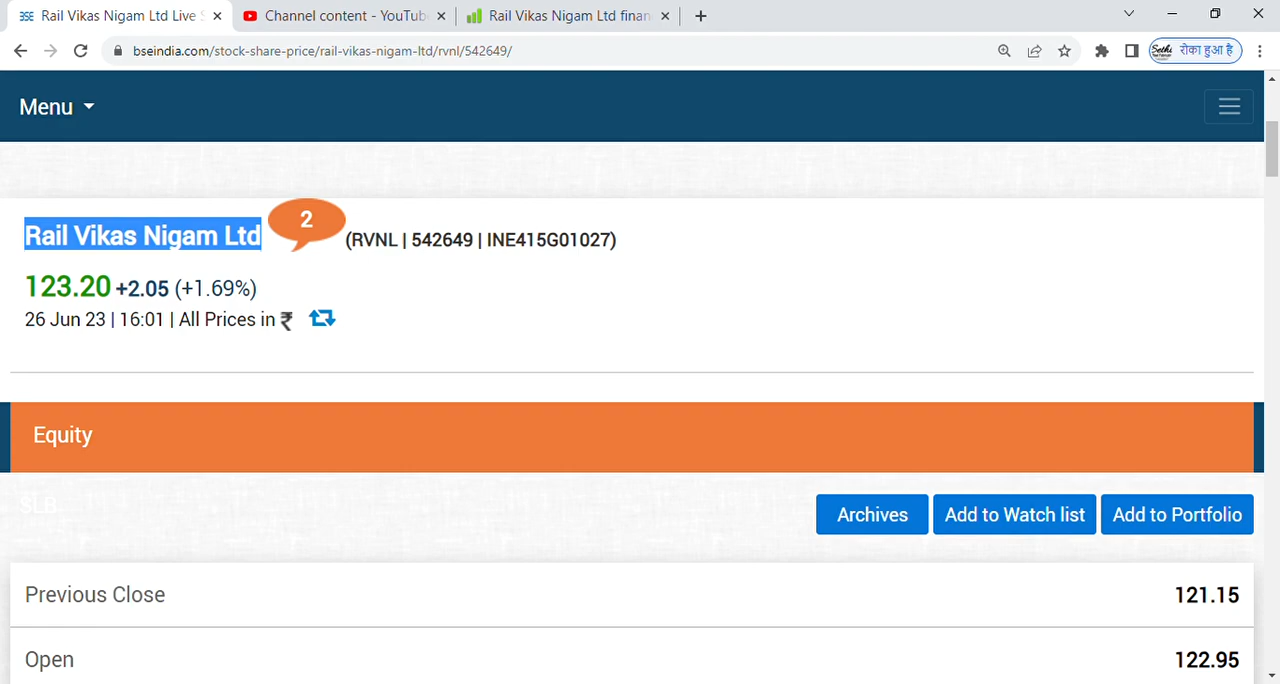 Rail Vikas Nigam Ltd Live S
Channel content - YouTub
Rail Vikas Nigam Ltd finan
bseindia.com/stock-share-price/rail-vikas-nigam-ltd/rvnl/542649/
Sethi
रोका हुआ है
Menu
Rail Vikas Nigam Ltd
2
(RVNL | 542649 | INE415G01027)
123.20 +2.05 (+1.69%)
26 Jun 23 | 16:01 | All Prices in ₹
Equity
SLB
Archives
Add to Watch list
Add to Portfolio
Previous Close 121.15
Open 122.95